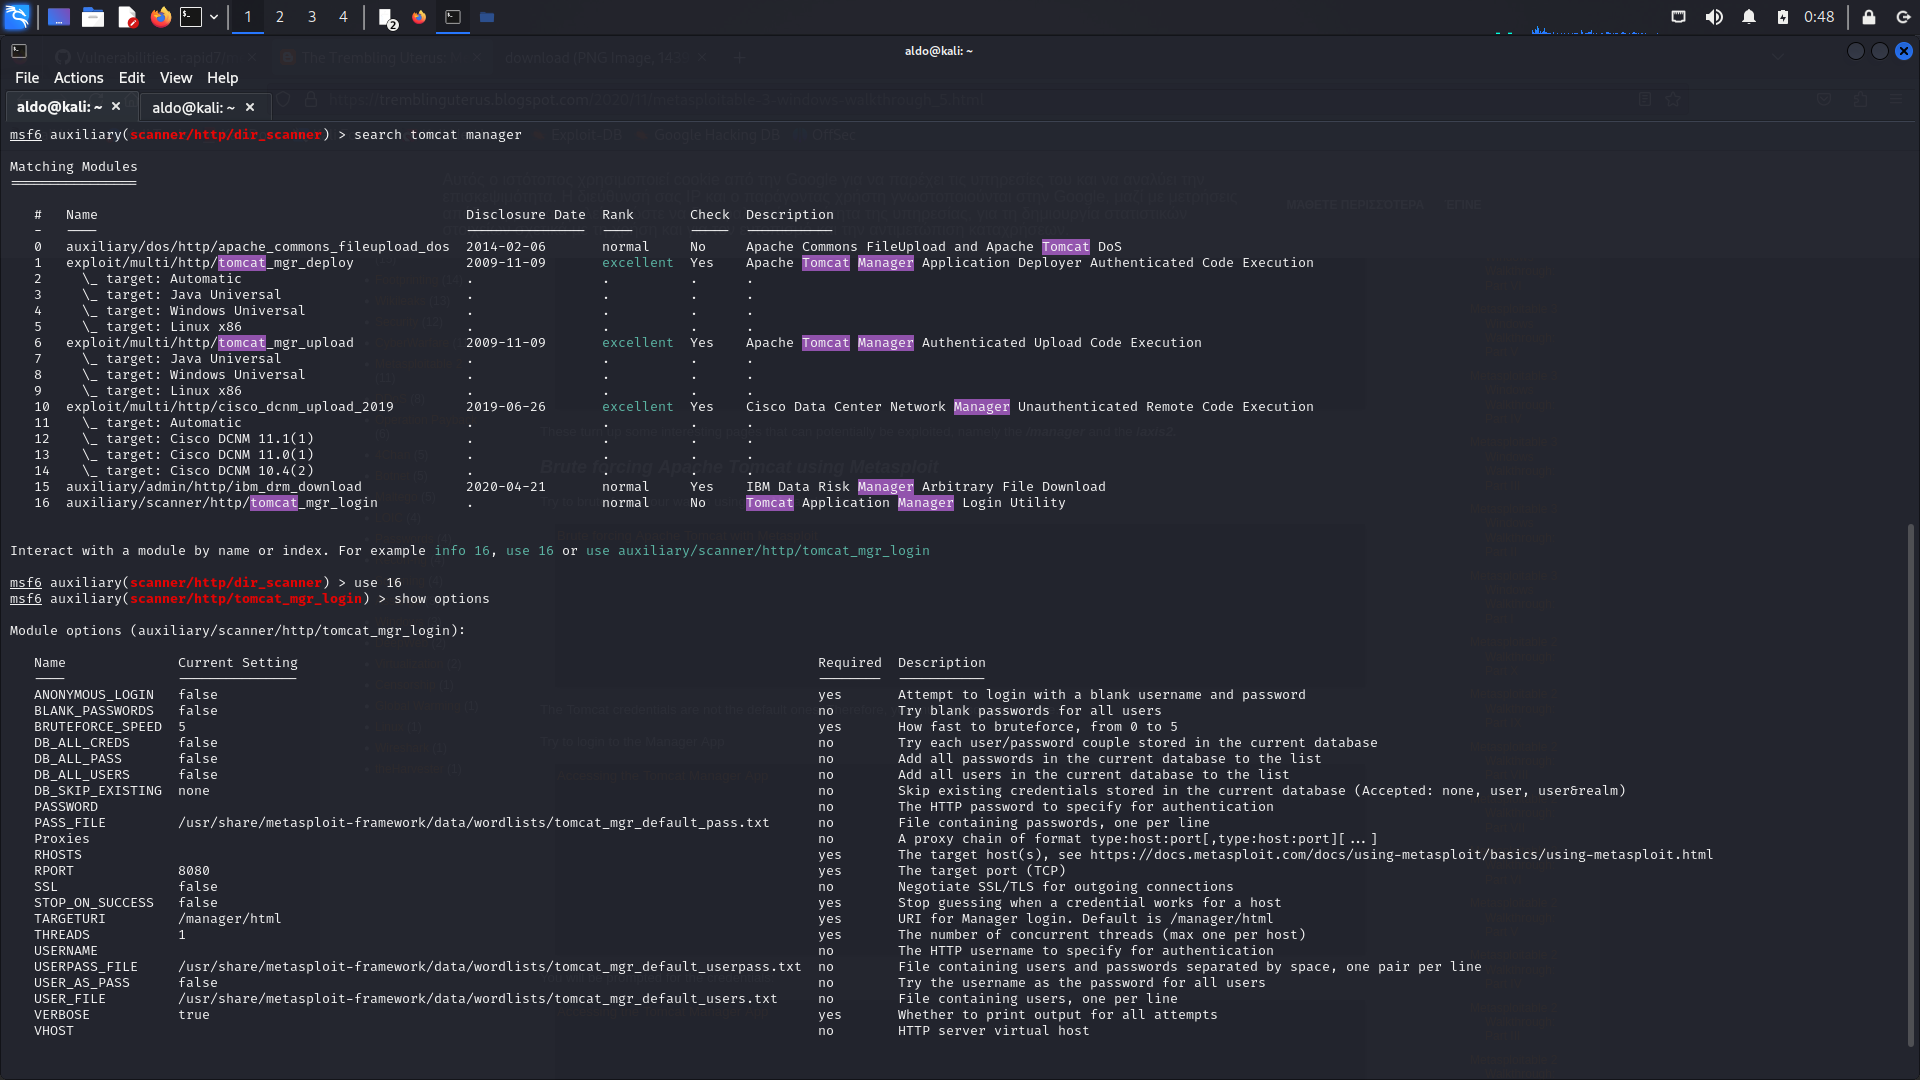 1 2 3 4 2 0:48
aldo@kali: ~
File Actions Edit View Help
aldo@kali: ~ × aldo@kali: ~ ×
msf6 auxiliary(scanner/http/dir_scanner) > search tomcat manager
Matching Modules
================
# Name Disclosure Date Rank Check Description
- ---- --------------- ---- ----- -----------
0 auxiliary/dos/http/apache_commons_fileupload_dos 2014-02-06 normal No Apache Commons FileUpload and Apache Tomcat DoS
1 exploit/multi/http/tomcat_mgr_deploy 2009-11-09 excellent Yes Apache Tomcat Manager Application Deployer Authenticated Code Execution
2 \_ target: Automatic . . . .
3 \_ target: Java Universal . . . .
4 \_ target: Windows Universal . . . .
5 \_ target: Linux x86 . . . .
6 exploit/multi/http/tomcat_mgr_upload 2009-11-09 excellent Yes Apache Tomcat Manager Authenticated Upload Code Execution
7 \_ target: Java Universal . . . .
8 \_ target: Windows Universal . . . .
9 \_ target: Linux x86 . . . .
10 exploit/multi/http/cisco_dcnm_upload_2019 2019-06-26 excellent Yes Cisco Data Center Network Manager Unauthenticated Remote Code Execution
11 \_ target: Automatic . . . .
12 \_ target: Cisco DCNM 11.1(1) . . . .
13 \_ target: Cisco DCNM 11.0(1) . . . .
14 \_ target: Cisco DCNM 10.4(2) . . . .
15 auxiliary/admin/http/ibm_drm_download 2020-04-21 normal Yes IBM Data Risk Manager Arbitrary File Download
16 auxiliary/scanner/http/tomcat_mgr_login . normal No Tomcat Application Manager Login Utility
Interact with a module by name or index. For example info 16, use 16 or use auxiliary/scanner/http/tomcat_mgr_login
msf6 auxiliary(scanner/http/dir_scanner) > use 16
msf6 auxiliary(scanner/http/tomcat_mgr_login) > show options
Module options (auxiliary/scanner/http/tomcat_mgr_login):
Name Current Setting Required Description
---- --------------- -------- -----------
ANONYMOUS_LOGIN false yes Attempt to login with a blank username and password
BLANK_PASSWORDS false no Try blank passwords for all users
BRUTEFORCE_SPEED 5 yes How fast to bruteforce, from 0 to 5
DB_ALL_CREDS false no Try each user/password couple stored in the current database
DB_ALL_PASS false no Add all passwords in the current database to the list
DB_ALL_USERS false no Add all users in the current database to the list
DB_SKIP_EXISTING none no Skip existing credentials stored in the current database (Accepted: none, user, user&realm)
PASSWORD no The HTTP password to specify for authentication
PASS_FILE /usr/share/metasploit-framework/data/wordlists/tomcat_mgr_default_pass.txt no File containing passwords, one per line
Proxies no A proxy chain of format type:host:port[,type:host:port][...]
RHOSTS yes The target host(s), see https://docs.metasploit.com/docs/using-metasploit/basics/using-metasploit.html
RPORT 8080 yes The target port (TCP)
SSL false no Negotiate SSL/TLS for outgoing connections
STOP_ON_SUCCESS false yes Stop guessing when a credential works for a host
TARGETURI /manager/html yes URI for Manager login. Default is /manager/html
THREADS 1 yes The number of concurrent threads (max one per host)
USERNAME no The HTTP username to specify for authentication
USERPASS_FILE /usr/share/metasploit-framework/data/wordlists/tomcat_mgr_default_userpass.txt no File containing users and passwords separated by space, one pair per line
USER_AS_PASS false no Try the username as the password for all users
USER_FILE /usr/share/metasploit-framework/data/wordlists/tomcat_mgr_default_users.txt no File containing users, one per line
VERBOSE true yes Whether to print output for all attempts
VHOST no HTTP server virtual host